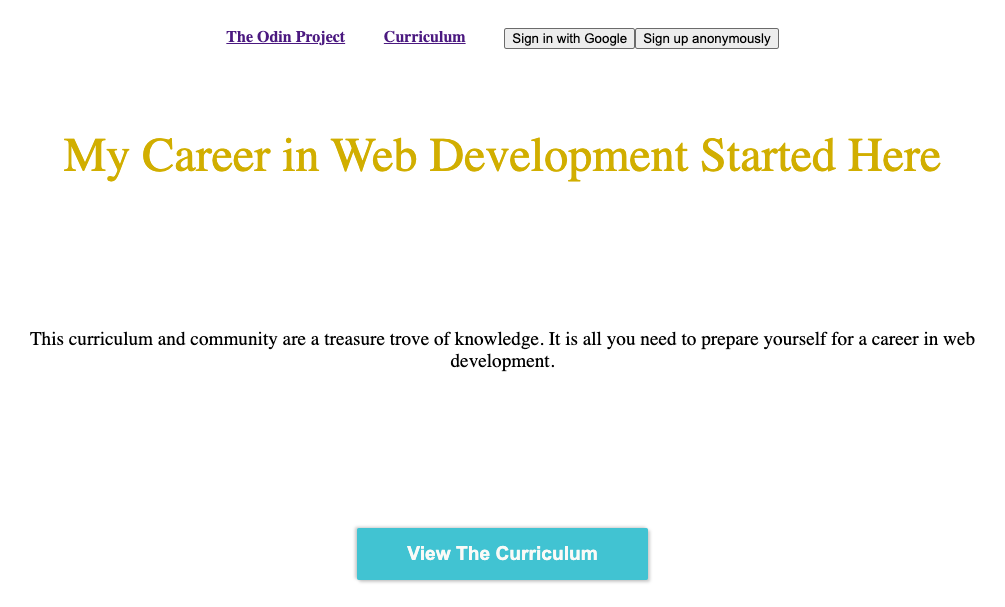 The Odin Project Curriculum Sign in with Google Sign up anonymously
My Career in Web Development Started Here
This curriculum and community are a treasure trove of knowledge. It is all you need to prepare yourself for a career in web
development.
View The Curriculum